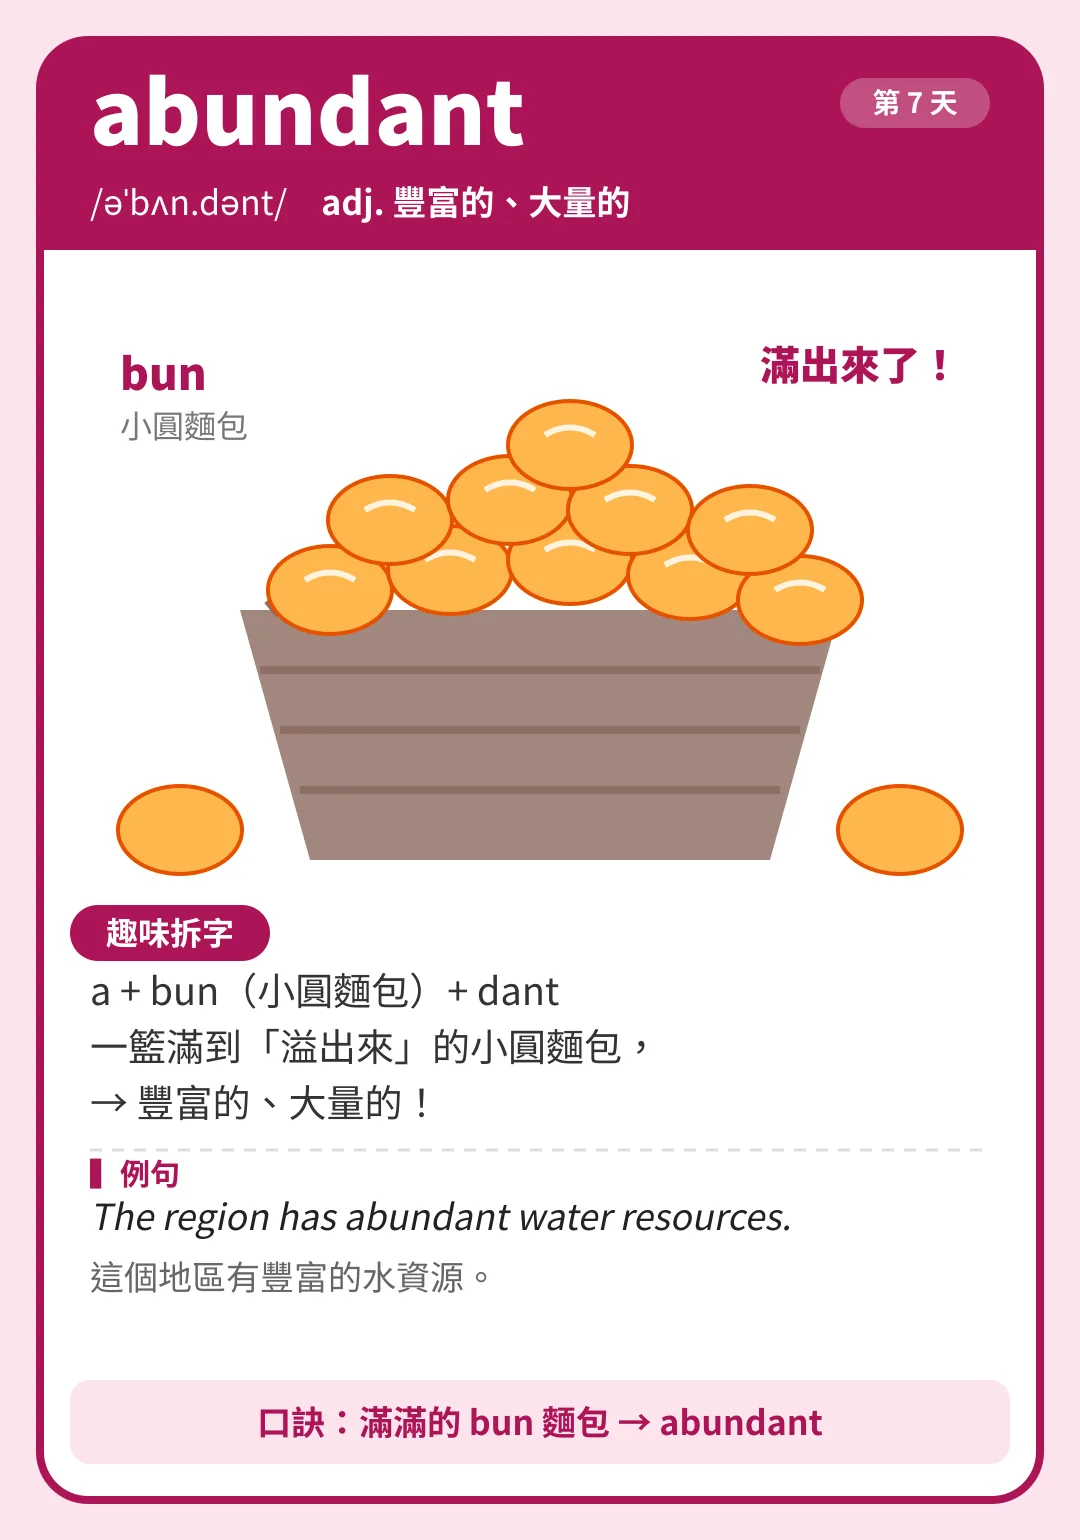 abundant
第 7 天
/ə'bʌn.dənt/ adj. 豐富的、大量的
bun
小圓麵包
滿出來了！
趣味拆字
a + bun（小圓麵包）+ dant
一籃滿到「溢出來」的小圓麵包，
→ 豐富的、大量的！
例句
The region has abundant water resources.
這個地區有豐富的水資源。
口訣：滿滿的 bun 麵包 → abundant